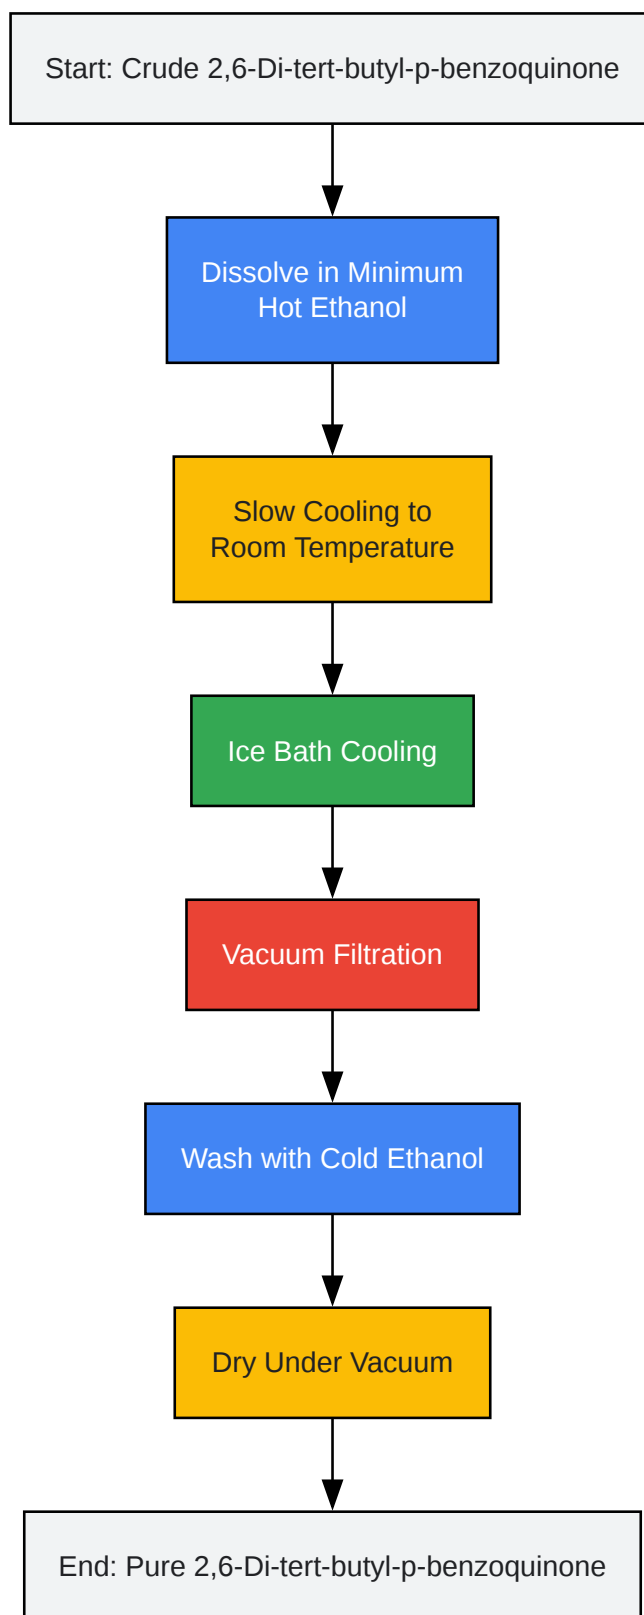 Start: Crude 2,6-Di-tert-butyl-p-benzoquinone
Dissolve in Minimum
Hot Ethanol
Slow Cooling to
Room Temperature
Ice Bath Cooling
Vacuum Filtration
Wash with Cold Ethanol
Dry Under Vacuum
End: Pure 2,6-Di-tert-butyl-p-benzoquinone